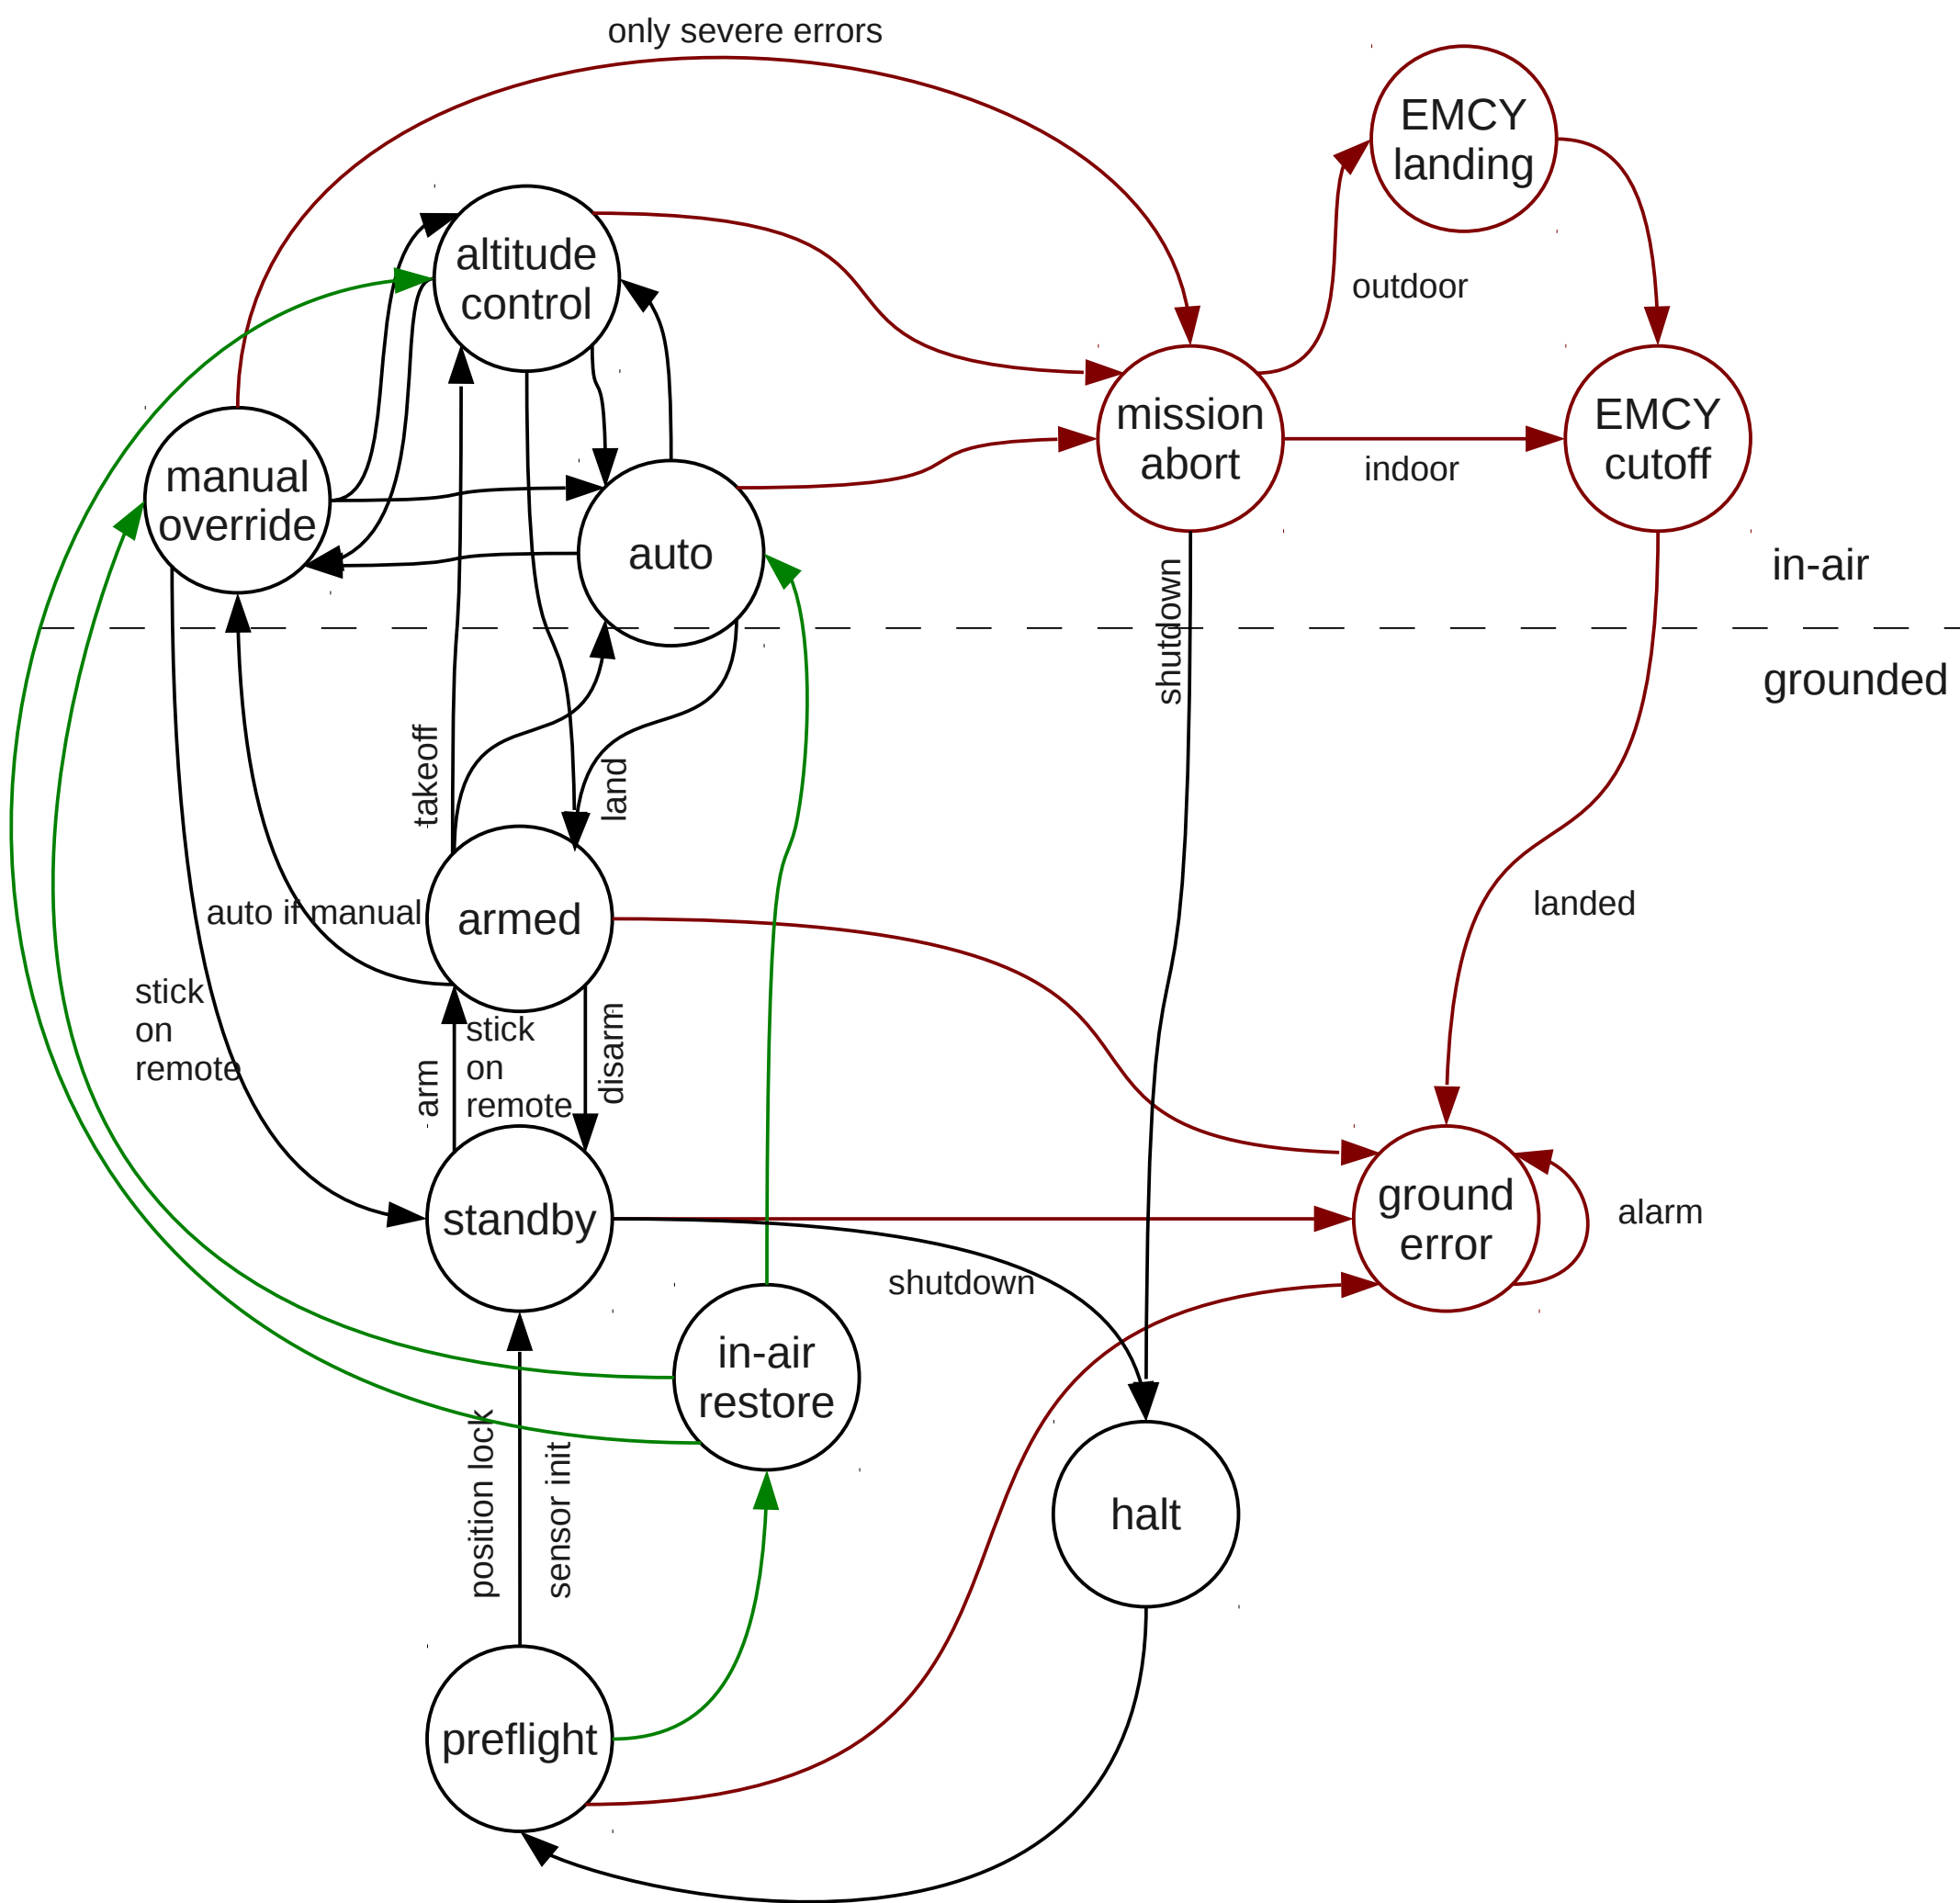 only severe errors
EMCY
landing
altitude
control
outdoor
manual
override
mission
abort
indoor
EMCY
cutoff
auto
in-air
shutdown
grounded
takeoff
land
auto if manual
armed
landed
stick
on
remote
arm
stick
on
remote
disarm
standby
ground
error
alarm
shutdown
in-air
restore
position lock
sensor init
halt
preflight